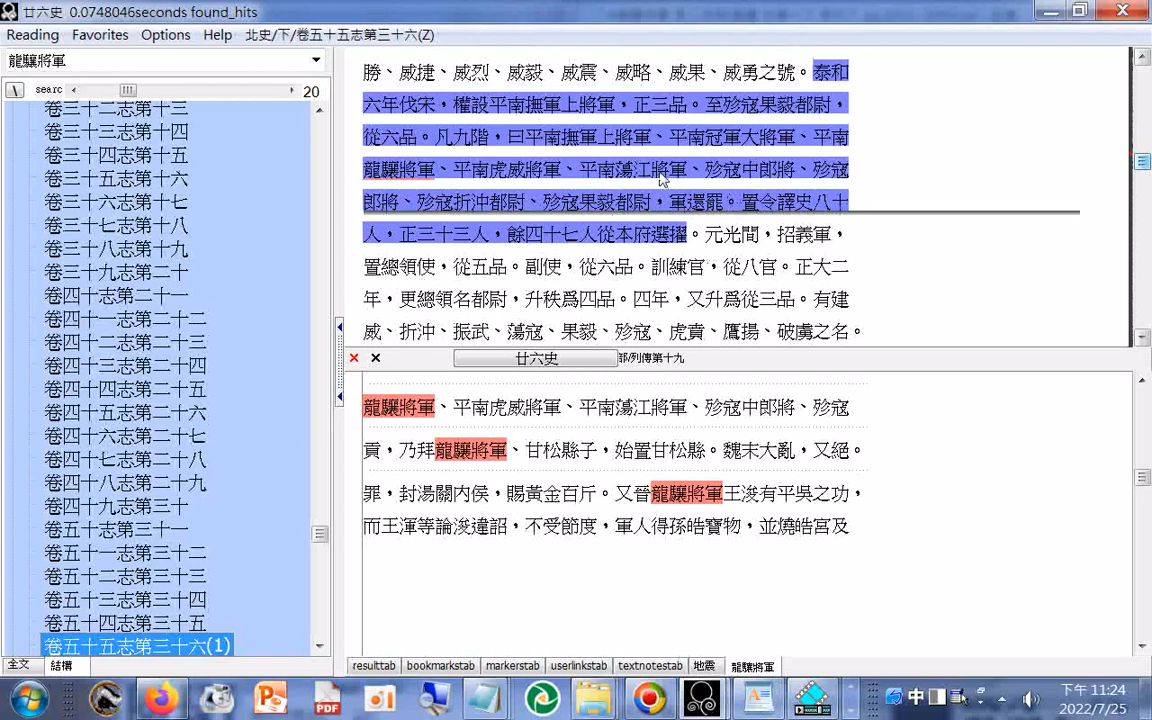 廿六史 0.0748046seconds found_hits
Reading Favorites Options Help 北史/下/卷五十五志第三十六(Z)
龍驤將軍
\ searc 20
卷三十二志第十三
卷三十三志第十四
卷三十四志第十五
卷三十五志第十六
卷三十六志第十七
卷三十七志第十八
卷三十八志第十九
卷三十九志第二十
卷四十志第二十一
卷四十一志第二十二
卷四十二志第二十三
卷四十三志第二十四
卷四十四志第二十五
卷四十五志第二十六
卷四十六志第二十七
卷四十七志第二十八
卷四十八志第二十九
卷四十九志第三十
卷五十志第三十一
卷五十一志第三十二
卷五十二志第三十三
卷五十三志第三十四
卷五十四志第三十五
卷五十五志第三十六(1)
全文 結構
勝、威捷、威烈、威毅、威震、威略、威果、威勇之號。泰和
六年伐宋，權設平南撫軍上將軍，正三品。至殄寇果毅都尉，
從六品。凡九階，曰平南撫軍上將軍、平南冠軍大將軍、平南
龍驤將軍、平南虎威將軍、平南蕩江將軍、殄寇中郎將、殄寇
郎將、殄寇折沖都尉、殄寇果毅都尉，軍還罷。置令譯史八十
人，正三十三人，餘四十七人從本府選擢。元光間，招義軍，
置總領使，從五品。副使，從六品。訓練官，從八官。正大二
年，更總領名都尉，升秩爲四品。四年，又升爲從三品。有建
威、折沖、振武、蕩寇、果毅、殄寇、虎賁、鷹揚、破虜之名。
廿六史 部/列傳第十九
龍驤將軍、平南虎威將軍、平南蕩江將軍、殄寇中郎將、殄寇
貢，乃拜龍驤將軍、甘松縣子，始置甘松縣。魏末大亂，又絕。
罪，封湯關内侯，賜黃金百斤。又晉龍驤將軍王浚有平吳之功，
而王渾等論浚違詔，不受節度，軍人得孫皓寶物，並燒皓宮及
resulttab bookmarkstab markerstab userlinkstab textnotestab 地震 龍驤將軍
中 下午 11:24
2022/7/25